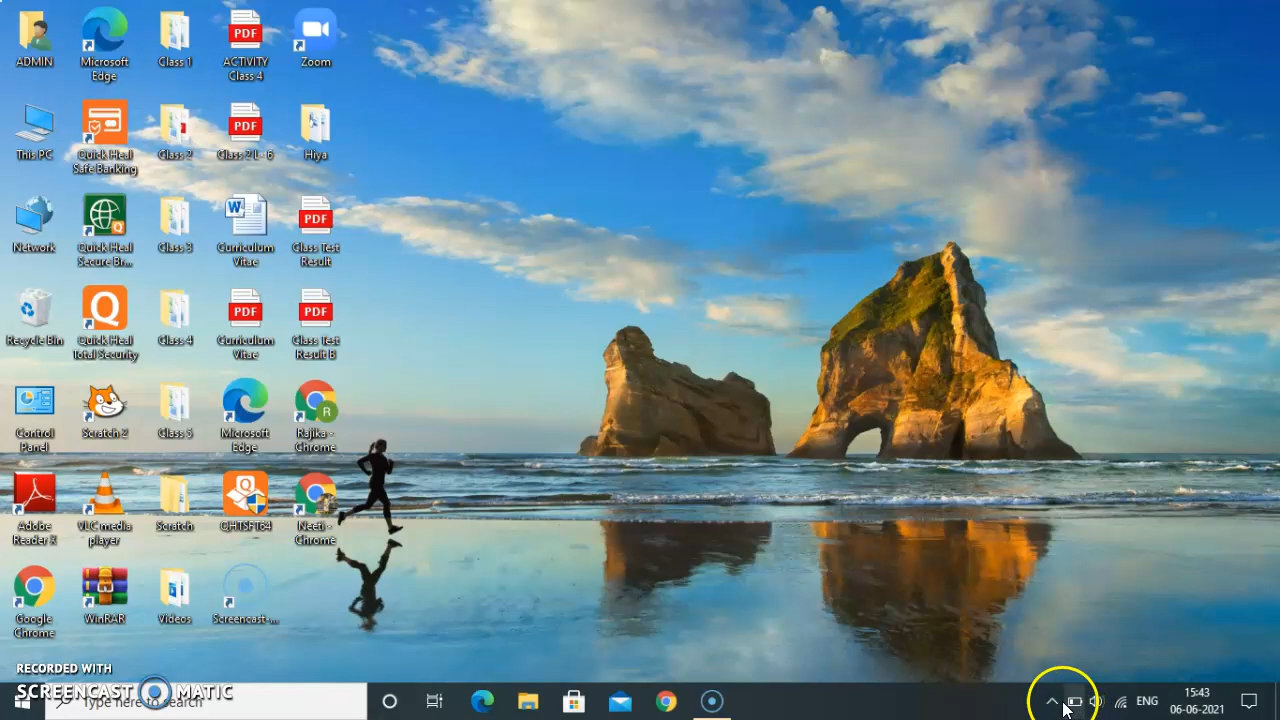 ADMIN
Microsoft
Edge
Class 1
PDF
ACTIVITY
Class 4
Zoom
This PC
Quick Heal
Safe Banking
Class 2
PDF
Class 2 L - 6
Hiya
Network
Quick Heal
Secure Br...
Class 3
W
Curriculum
Vitae
PDF
Class Test
Result
Recycle Bin
Quick Heal
Total Security
Class 4
PDF
Curriculum
Vitae
PDF
Class Test
Result B
Control
Panel
Scratch 2
Class 5
Microsoft
Edge
R
Rajika -
Chrome
Adobe
Reader X
VLC media
player
Scratch
QHTSFT64
Neeti -
Chrome
Google
Chrome
WinRAR
Videos
Screencast-...
RECORDED WITH
SCREENCAST MATIC
Type here to search
ENG
15:43
06-06-2021